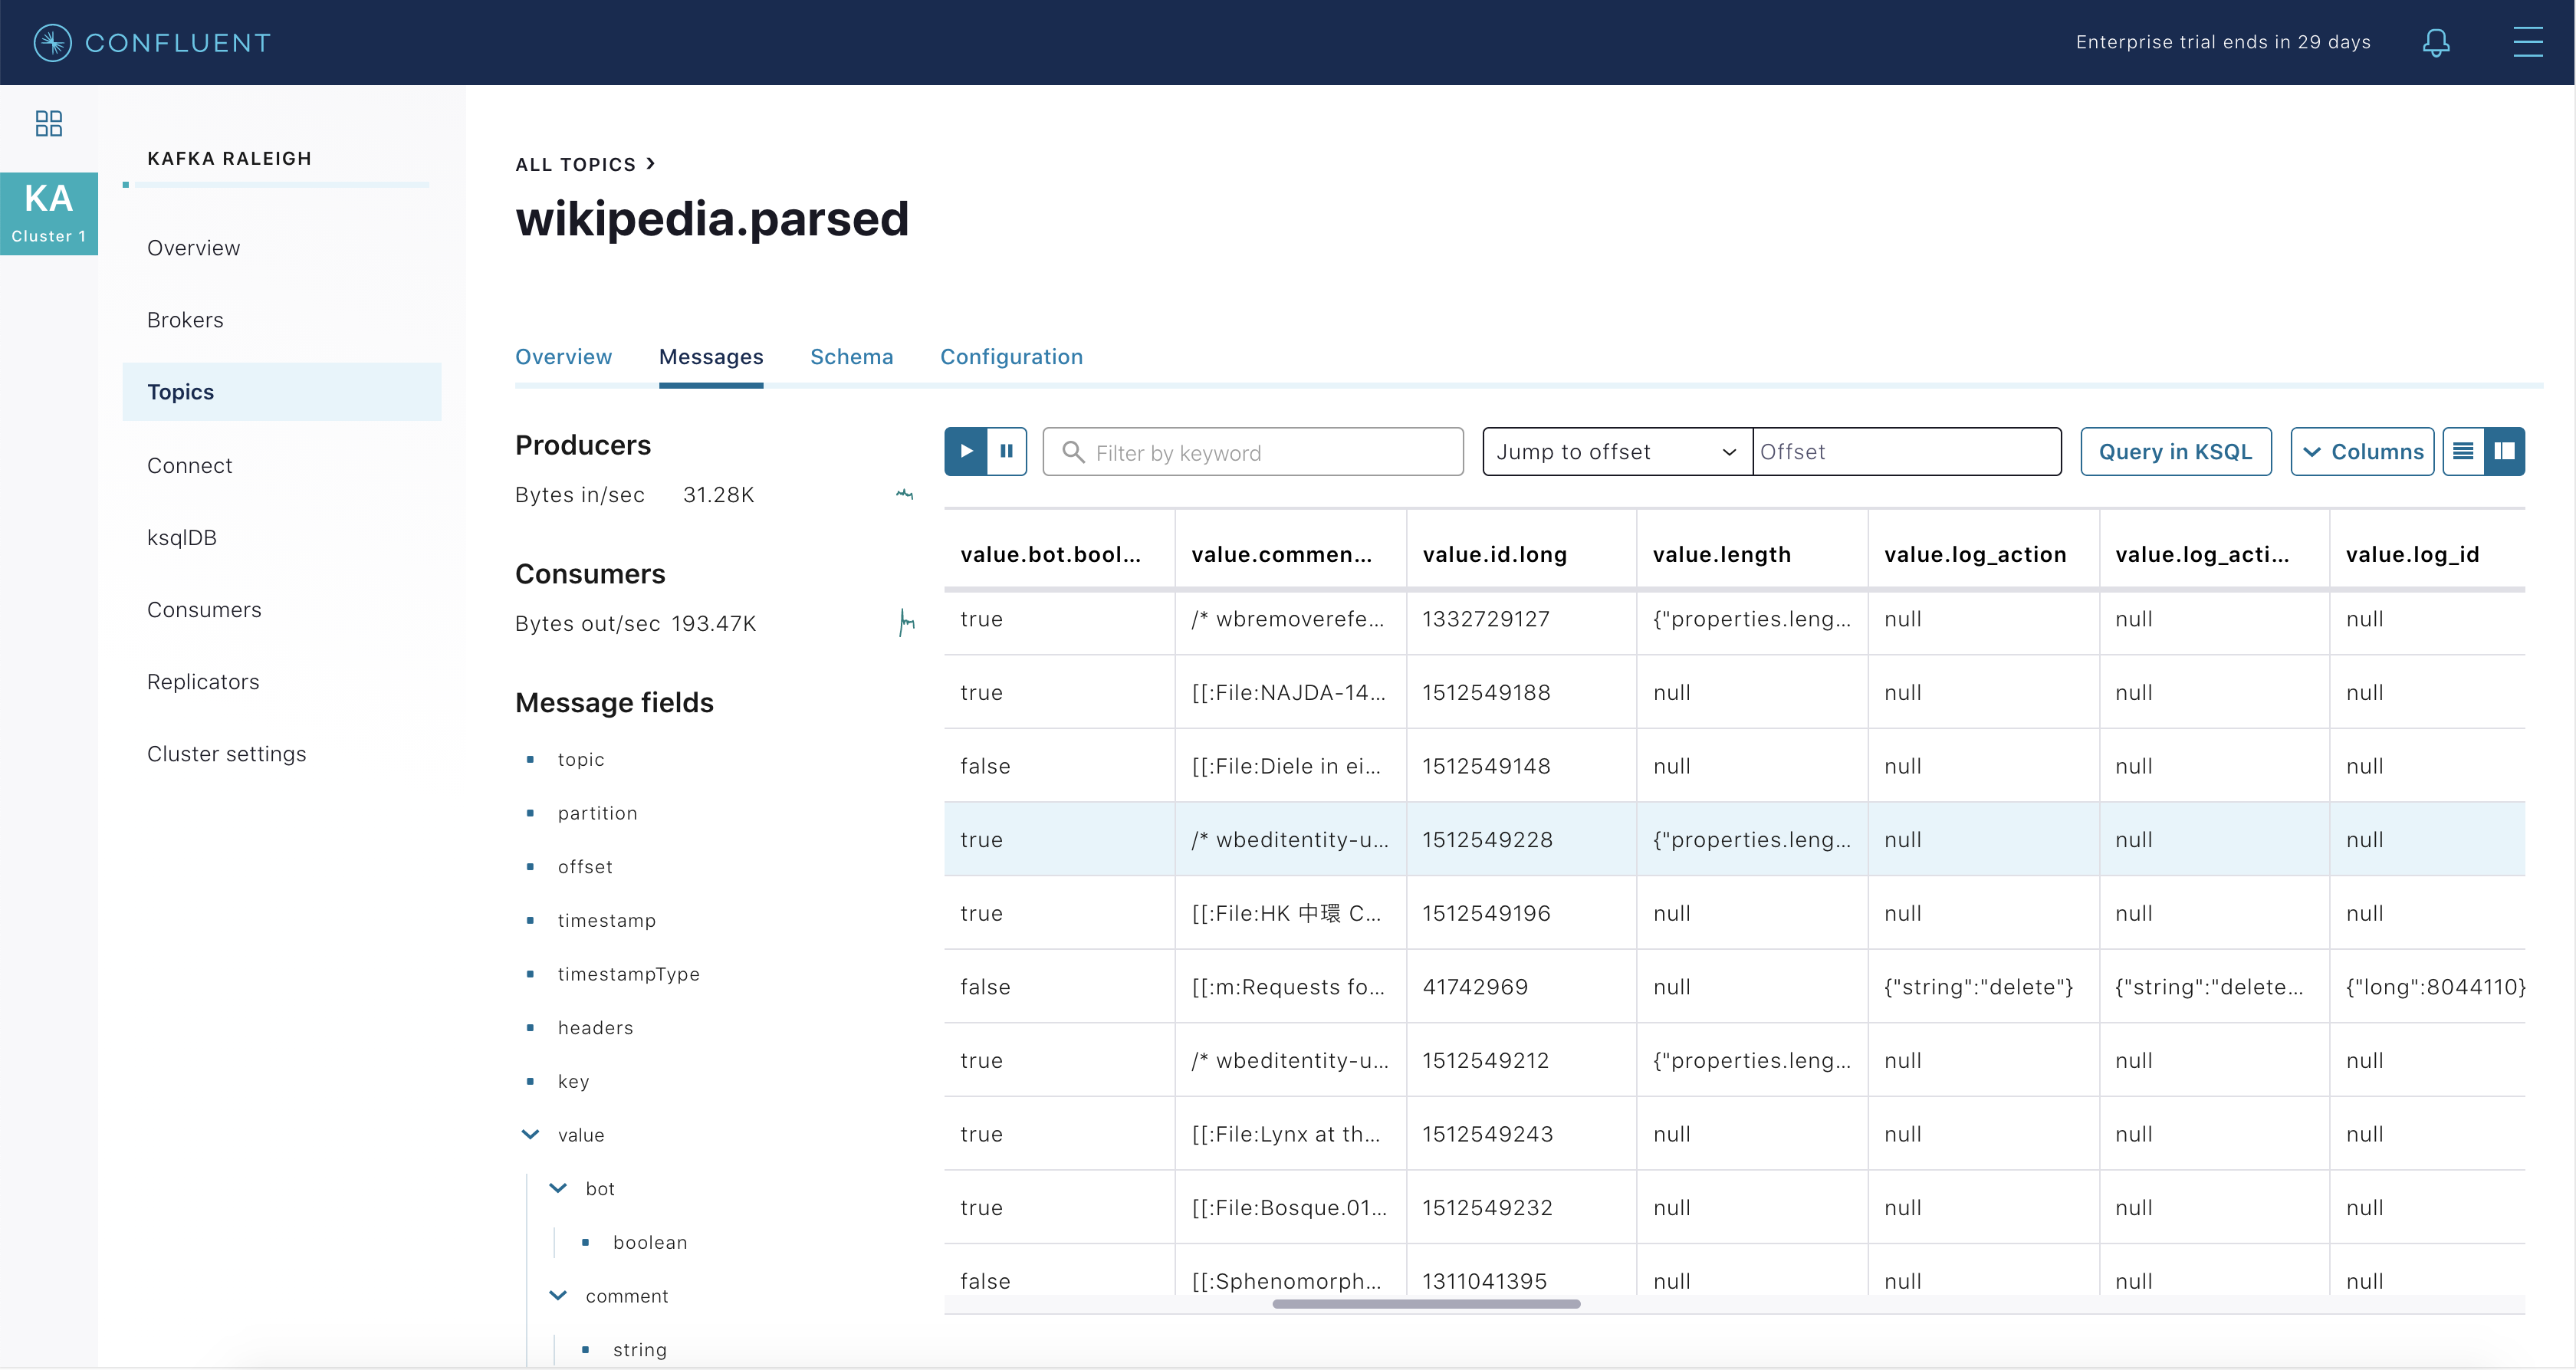 CONFLUENT
Enterprise trial ends in 29 days
KA
Cluster 1
KAFKA RALEIGH
Overview
Brokers
Topics
Connect
ksqlDB
Consumers
Replicators
Cluster settings
ALL TOPICS
wikipedia.parsed
Overview Messages Schema Configuration
Producers
Bytes in/sec 31.28K
Consumers
Bytes out/sec 193.47K
Message fields
topic
partition
offset
timestamp
timestampType
headers
key
value
bot
boolean
comment
string
Filter by keyword Jump to offset Offset Query in KSQL Columns
value.bot.bool... value.commen... value.id.long value.length value.log_action value.log_acti... value.log_id
true /* wbremoverefe... 1332729127 {"properties.leng... null null null
true [[:File:NAJDA-14... 1512549188 null null null null
false [[:File:Diele in ei... 1512549148 null null null null
true /* wbeditentity-u... 1512549228 {"properties.leng... null null null
true [[:File:HK 中環 C... 1512549196 null null null null
false [[:m:Requests fo... 41742969 null {"string":"delete"} {"string":"delete... {"long":8044110}
true /* wbeditentity-u... 1512549212 {"properties.leng... null null null
true [[:File:Lynx at th... 1512549243 null null null null
true [[:File:Bosque.01... 1512549232 null null null null
false [[:Sphenomorph... 1311041395 null null null null